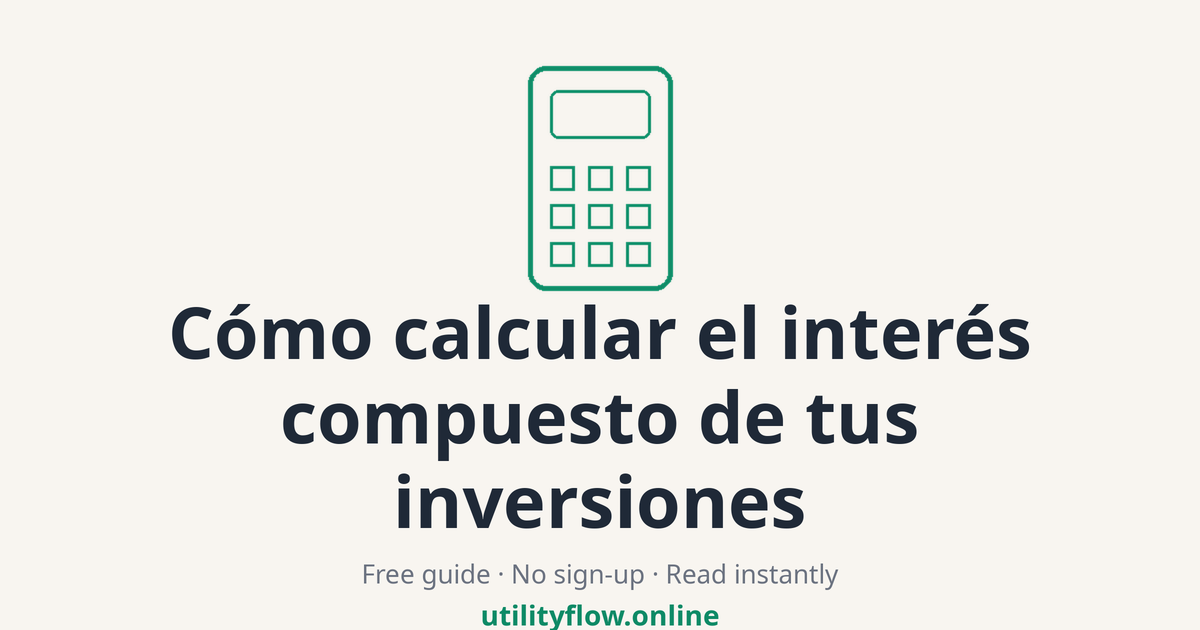 Cómo calcular el interés
compuesto de tus
inversiones
Free guide · No sign-up · Read instantly
utilityflow.online